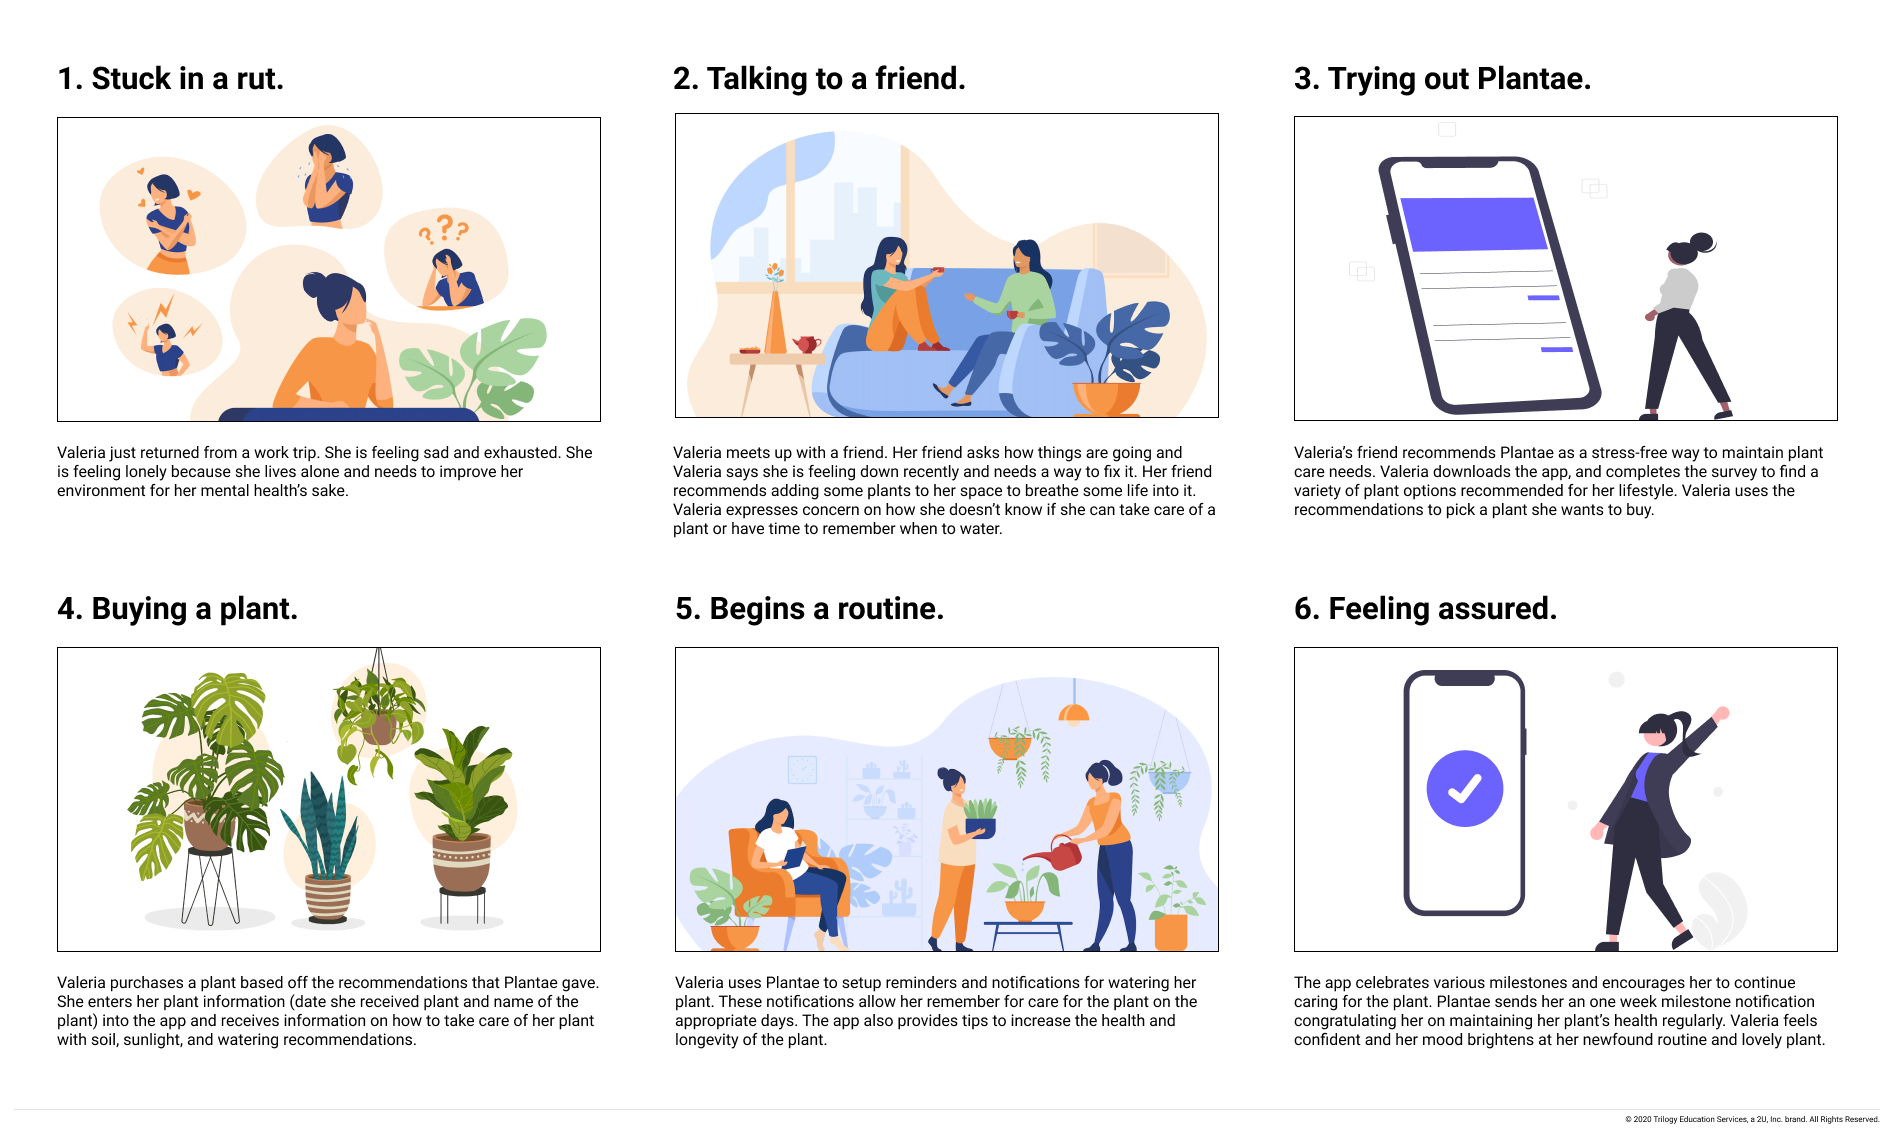 1. Stuck in a rut.
Valeria just returned from a work trip. She is feeling sad and exhausted. She
is feeling lonely because she lives alone and needs to improve her
environment for her mental health’s sake.
2. Talking to a friend.
Valeria meets up with a friend. Her friend asks how things are going and
Valeria says she is feeling down recently and needs a way to fix it. Her friend
recommends adding some plants to her space to breathe some life into it.
Valeria expresses concern on how she doesn’t know if she can take care of a
plant or have time to remember when to water.
3. Trying out Plantae.
Valeria’s friend recommends Plantae as a stress-free way to maintain plant
care needs. Valeria downloads the app, and completes the survey to find a
variety of plant options recommended for her lifestyle. Valeria uses the
recommendations to pick a plant she wants to buy.
4. Buying a plant.
Valeria purchases a plant based off the recommendations that Plantae gave.
She enters her plant information (date she received plant and name of the
plant) into the app and receives information on how to take care of her plant
with soil, sunlight, and watering recommendations.
5. Begins a routine.
Valeria uses Plantae to setup reminders and notifications for watering her
plant. These notifications allow her remember for care for the plant on the
appropriate days. The app also provides tips to increase the health and
longevity of the plant.
6. Feeling assured.
The app celebrates various milestones and encourages her to continue
caring for the plant. Plantae sends her an one week milestone notification
congratulating her on maintaining her plant’s health regularly. Valeria feels
confident and her mood brightens at her newfound routine and lovely plant.
© 2020 Trilogy Education Services, a 2U, Inc. brand. All Rights Reserved.